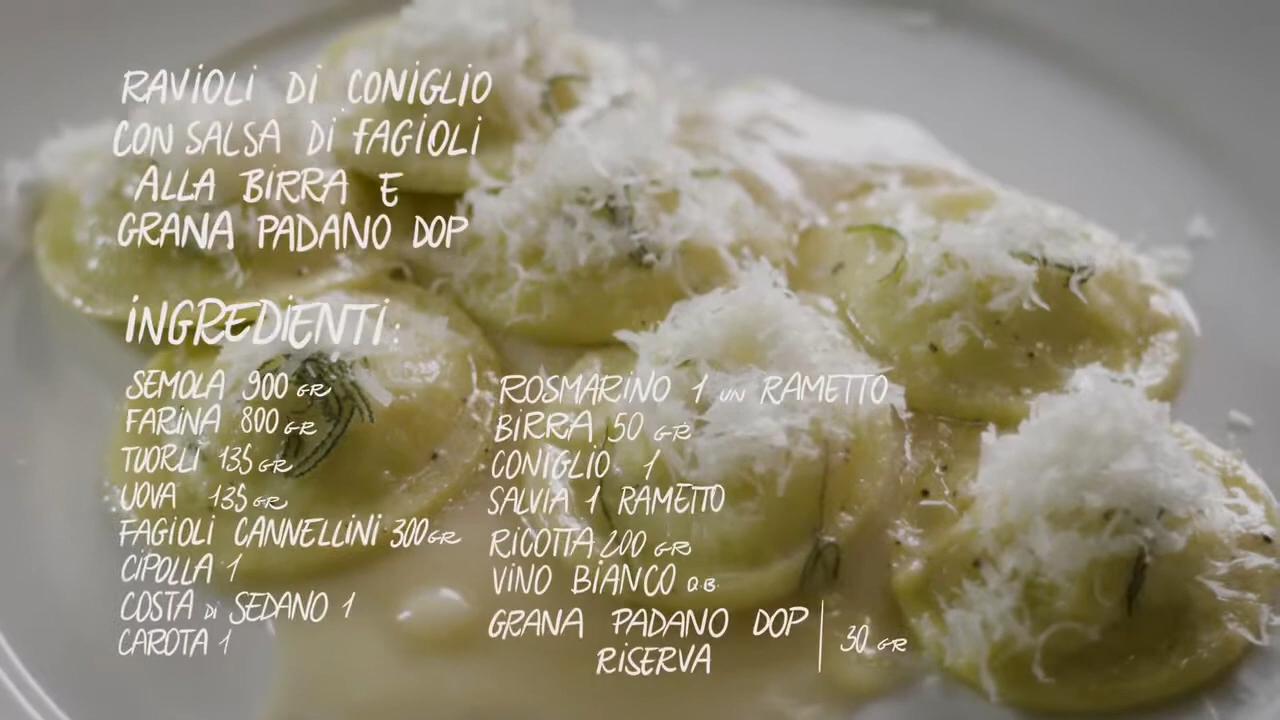 RAVIOLI DI CONIGLIO
CON SALSA DI FAGIOLI
ALLA BIRRA E
GRANA PADANO DOP
INGREDIENTI:
SEMOLA 900 GR
FARINA 800 GR
TUORLI 135 GR
UOVA 135 GR
FAGIOLI CANNELLINI 300 GR
CIPOLLA 1
COSTA DI SEDANO 1
CAROTA 1
ROSMARINO 1 UN RAMETTO
BIRRA 50 GR
CONIGLIO 1
SALVIA 1 RAMETTO
RICOTTA 200 GR
VINO BIANCO Q.B.
GRANA PADANO DOP
RISERVA 30 GR